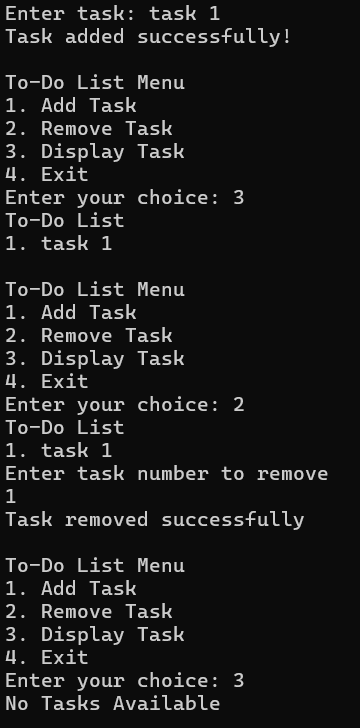 Enter task: task 1
Task added successfully!
To-Do List Menu
1. Add Task
2. Remove Task
3. Display Task
4. Exit
Enter your choice: 3
To-Do List
1. task 1
To-Do List Menu
1. Add Task
2. Remove Task
3. Display Task
4. Exit
Enter your choice: 2
To-Do List
1. task 1
Enter task number to remove
1
Task removed successfully
To-Do List Menu
1. Add Task
2. Remove Task
3. Display Task
4. Exit
Enter your choice: 3
No Tasks Available